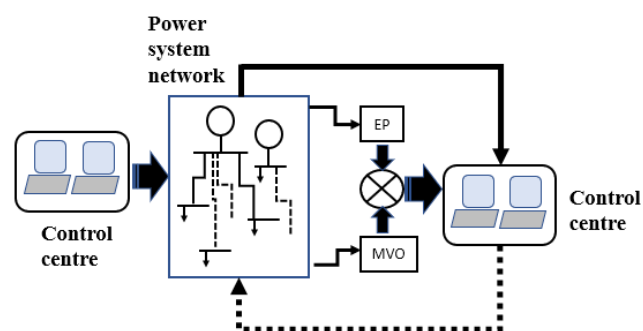 Power
system
network
EP
Control
centre
MVO
Control
centre